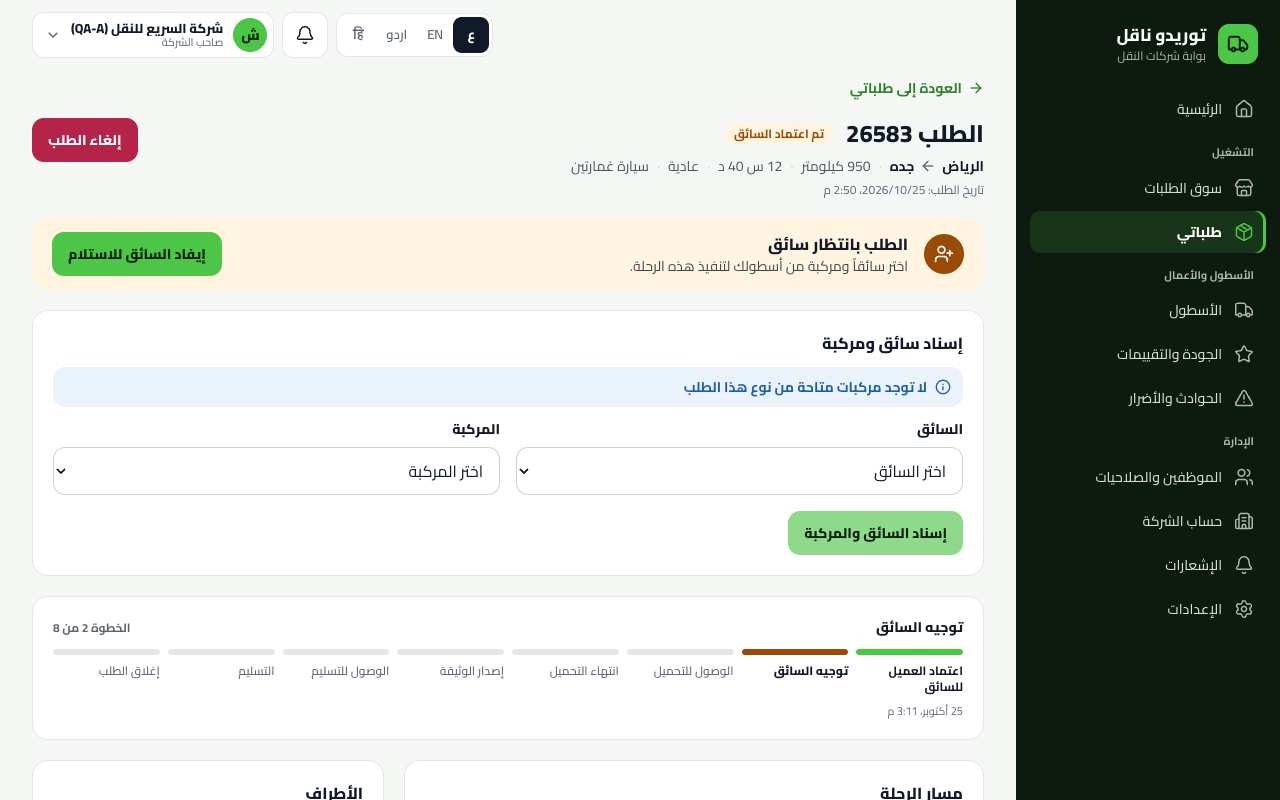 توريدو ناقل
بوابة شركات النقل
الرئيسية
التشغيل
سوق الطلبات
طلباتي
الأسطول والأعمال
الأسطول
الجودة والتقييمات
الحوادث والأضرار
الإدارة
الموظفين والصلاحيات
حساب الشركة
الإشعارات
الإعدادات
ع EN اردو हिं
شركة السريع للنقل (QA-A)
صاحب الشركة
ش
العودة إلى طلباتي
الطلب 26583 تم اعتماد السائق
إلغاء الطلب
الرياض ← جده · 950 كيلومتر · 12 س 40 د · عادية · سيارة غمارتين
تاريخ الطلب: 2026/10/25، 2:50 م
الطلب بانتظار سائق
اختر سائقاً ومركبة من أسطولك لتنفيذ هذه الرحلة.
إيفاد السائق للاستلام
إسناد سائق ومركبة
لا توجد مركبات متاحة من نوع هذا الطلب
السائق
اختر السائق
المركبة
اختر المركبة
إسناد السائق والمركبة
توجيه السائق
الخطوة 2 من 8
اعتماد العميل للسائق
25 أكتوبر، 3:11 م
توجيه السائق
الوصول للتحميل
انتهاء التحميل
إصدار الوثيقة
الوصول للتسليم
التسليم
إغلاق الطلب
مسار الرحلة
الأطراف